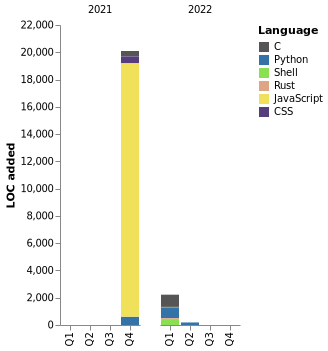 2021 2022
22,000
20,000
18,000
16,000
14,000
12,000
10,000
8,000
6,000
4,000
2,000
0
LOC added
Q1 Q2 Q3 Q4 Q1 Q2 Q3 Q4
Language
C
Python
Shell
Rust
JavaScript
CSS